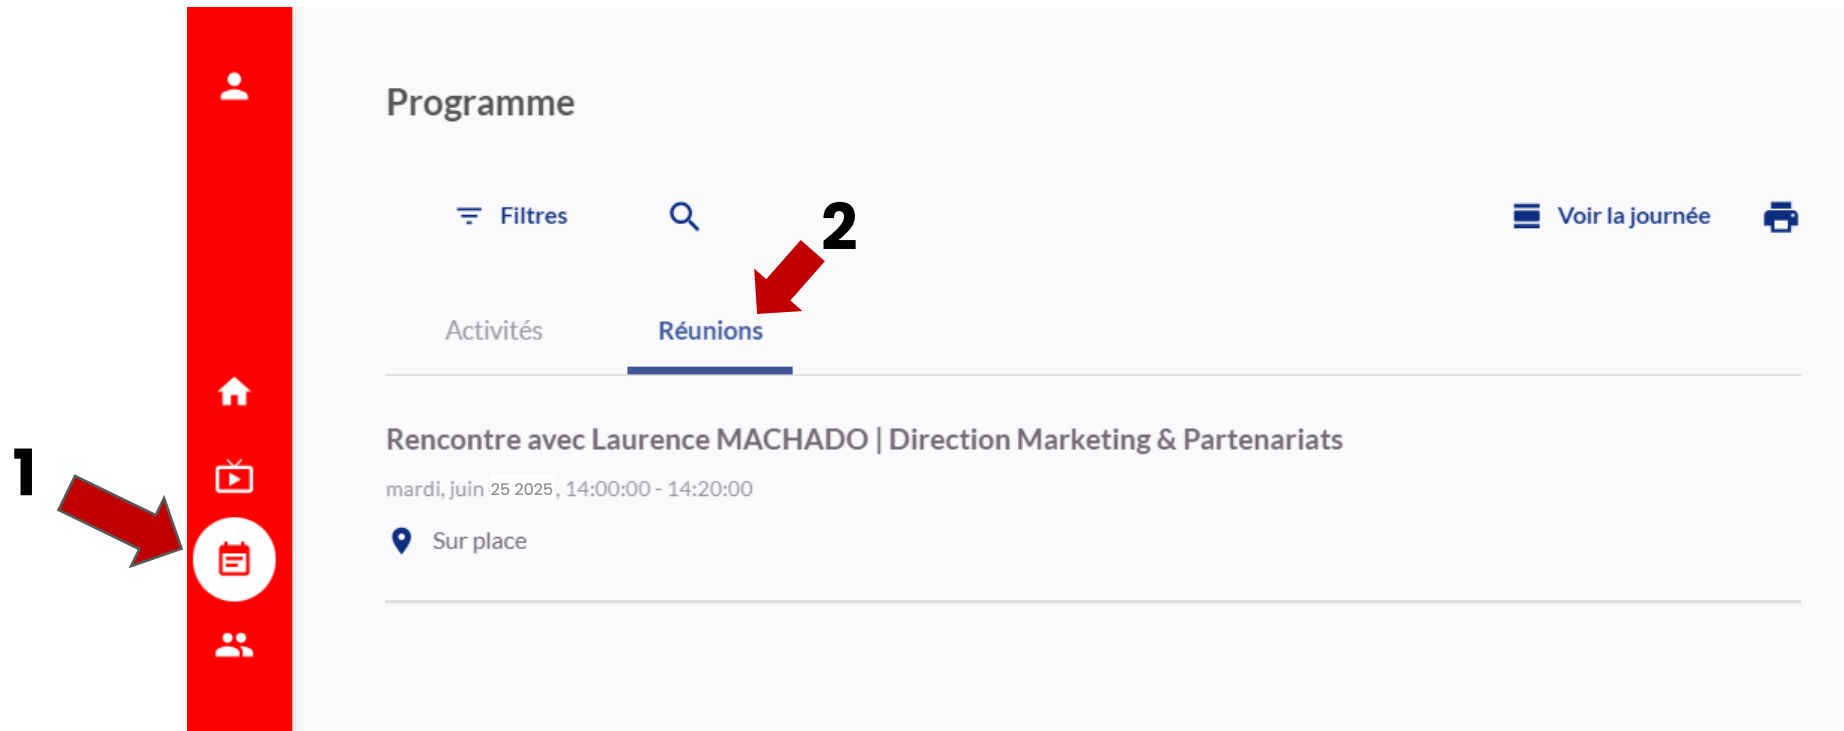 Programme
Filtres
Voir la journée
2
Activités
Réunions
Rencontre avec Laurence MACHADO | Direction Marketing & Partenariats
mardi, juin 25 2025, 14:00:00 - 14:20:00
1
Sur place